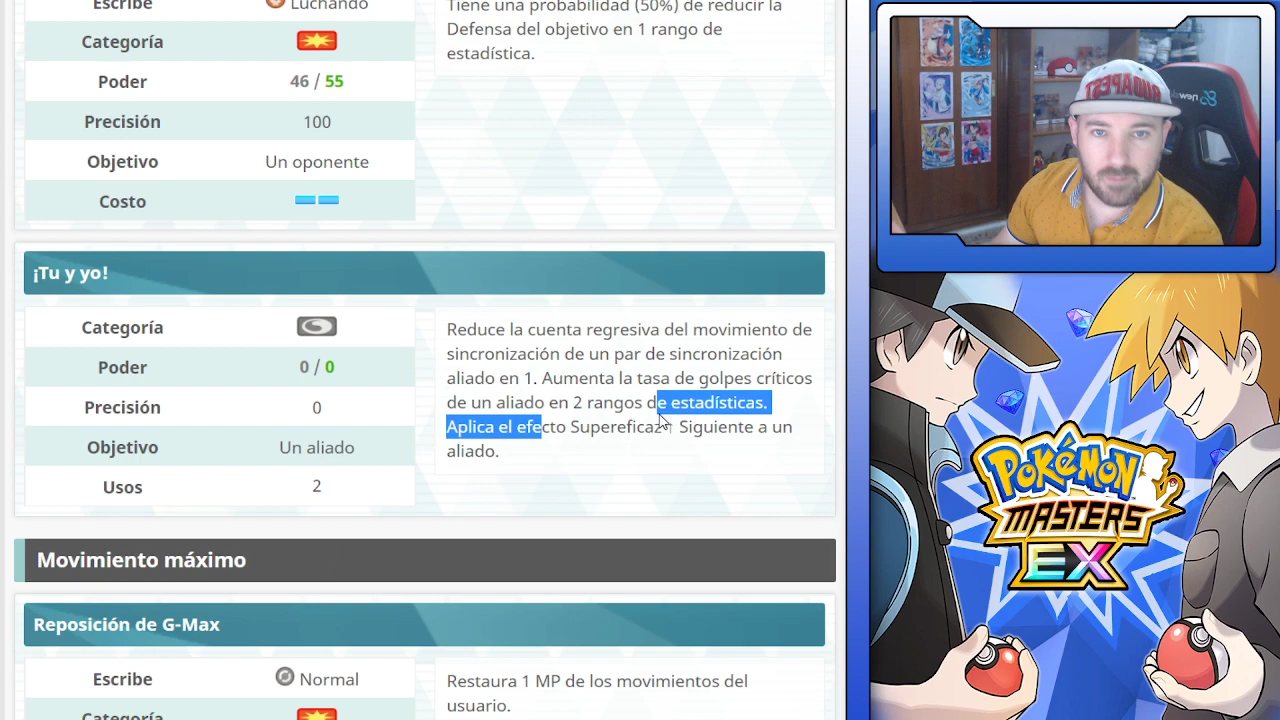 Escribe Luchando
Tiene una probabilidad (50%) de reducir la
Defensa del objetivo en 1 rango de
estadística.
Categoría
Poder 46 / 55
Precisión 100
Objetivo Un oponente
Costo
¡Tu y yo!
Categoría
Poder 0 / 0
Precisión 0
Objetivo Un aliado
Usos 2
Reduce la cuenta regresiva del movimiento de
sincronización de un par de sincronización
aliado en 1. Aumenta la tasa de golpes críticos
de un aliado en 2 rangos de estadísticas.
Aplica el efecto Supereficaz↑ Siguiente a un
aliado.
Movimiento máximo
Reposición de G-Max
Escribe Normal
Categoría
Restaura 1 MP de los movimientos del
usuario.
BUDAPEST
POKéMON
MASTERS
EX